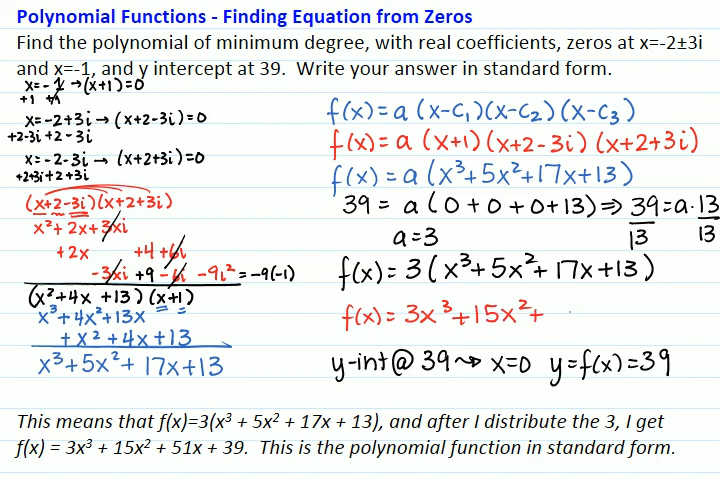 Polynomial Functions - Finding Equation from Zeros
Find the polynomial of minimum degree, with real coefficients, zeros at x=-2±3i
and x=-1, and y intercept at 39. Write your answer in standard form.
x=-1 →(x+1)=0
+1 +1
x=-2+3i → (x+2-3i)=0
+2-3i +2-3i
x=-2-3i → (x+2+3i)=0
+2+3i +2+3i
(x+2-3i)(x+2+3i)
x²+2x+3xi
+2x +4 +6i
-3xi +9 -6i -9i² = -9(-1)
(x²+4x+13)(x+1)
x³+4x²+13x
+x²+4x+13
x³+5x²+17x+13
f(x)=a(x-c₁)(x-c₂)(x-c₃)
f(x)=a(x+1)(x+2-3i)(x+2+3i)
f(x)=a(x³+5x²+17x+13)
39 = a(0+0+0+13)⇒ 39=a·13
13 13
a=3
f(x)=3(x³+5x²+17x+13)
f(x)=3x³+15x²+
y-int@39 ⇝ x=0 y=f(x)=39
This means that f(x)=3(x³ + 5x² + 17x + 13), and after I distribute the 3, I get
f(x) = 3x³ + 15x² + 51x + 39. This is the polynomial function in standard form.